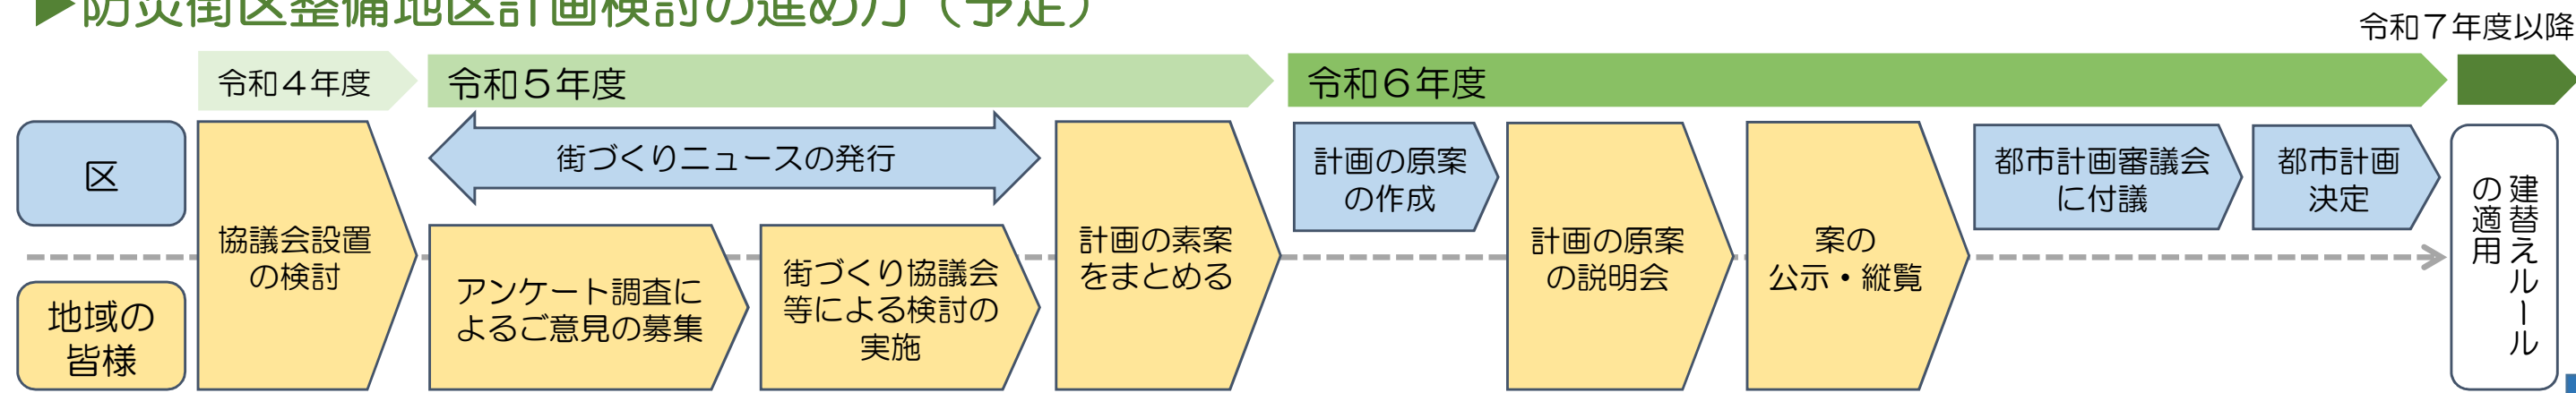 ▶防災街区整備地区計画検討の進め方（予定）
令和７年度以降
令和４年度
令和５年度
令和６年度
区
地域の
皆様
協議会設置
の検討
街づくりニュースの発行
アンケート調査に
よるご意見の募集
街づくり協議会
等による検討の
実施
計画の素案
をまとめる
計画の原案
の作成
計画の原案
の説明会
案の
公示・縦覧
都市計画審議会
に付議
都市計画
決定
建替えルール
の適用